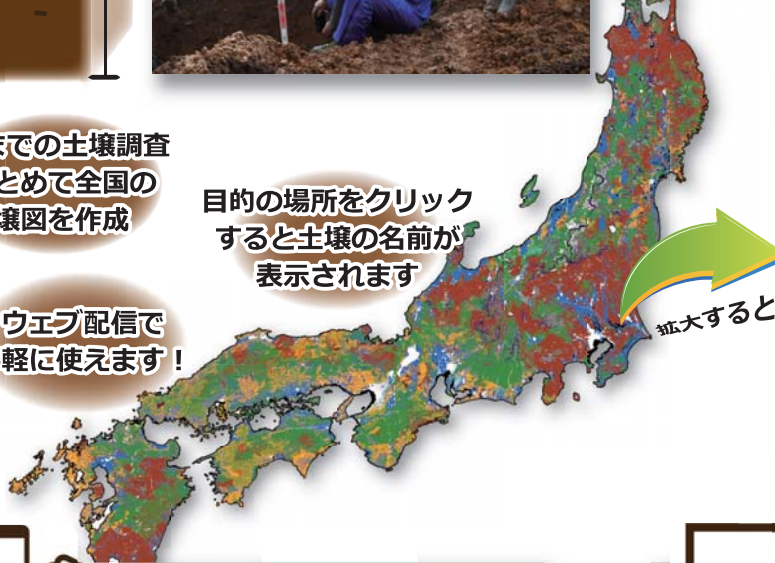 までの土壌調査
とめて全国の
壌図を作成
目的の場所をクリック
すると土壌の名前が
表示されます
ウェブ配信で
軽に使えます！
拡大すると